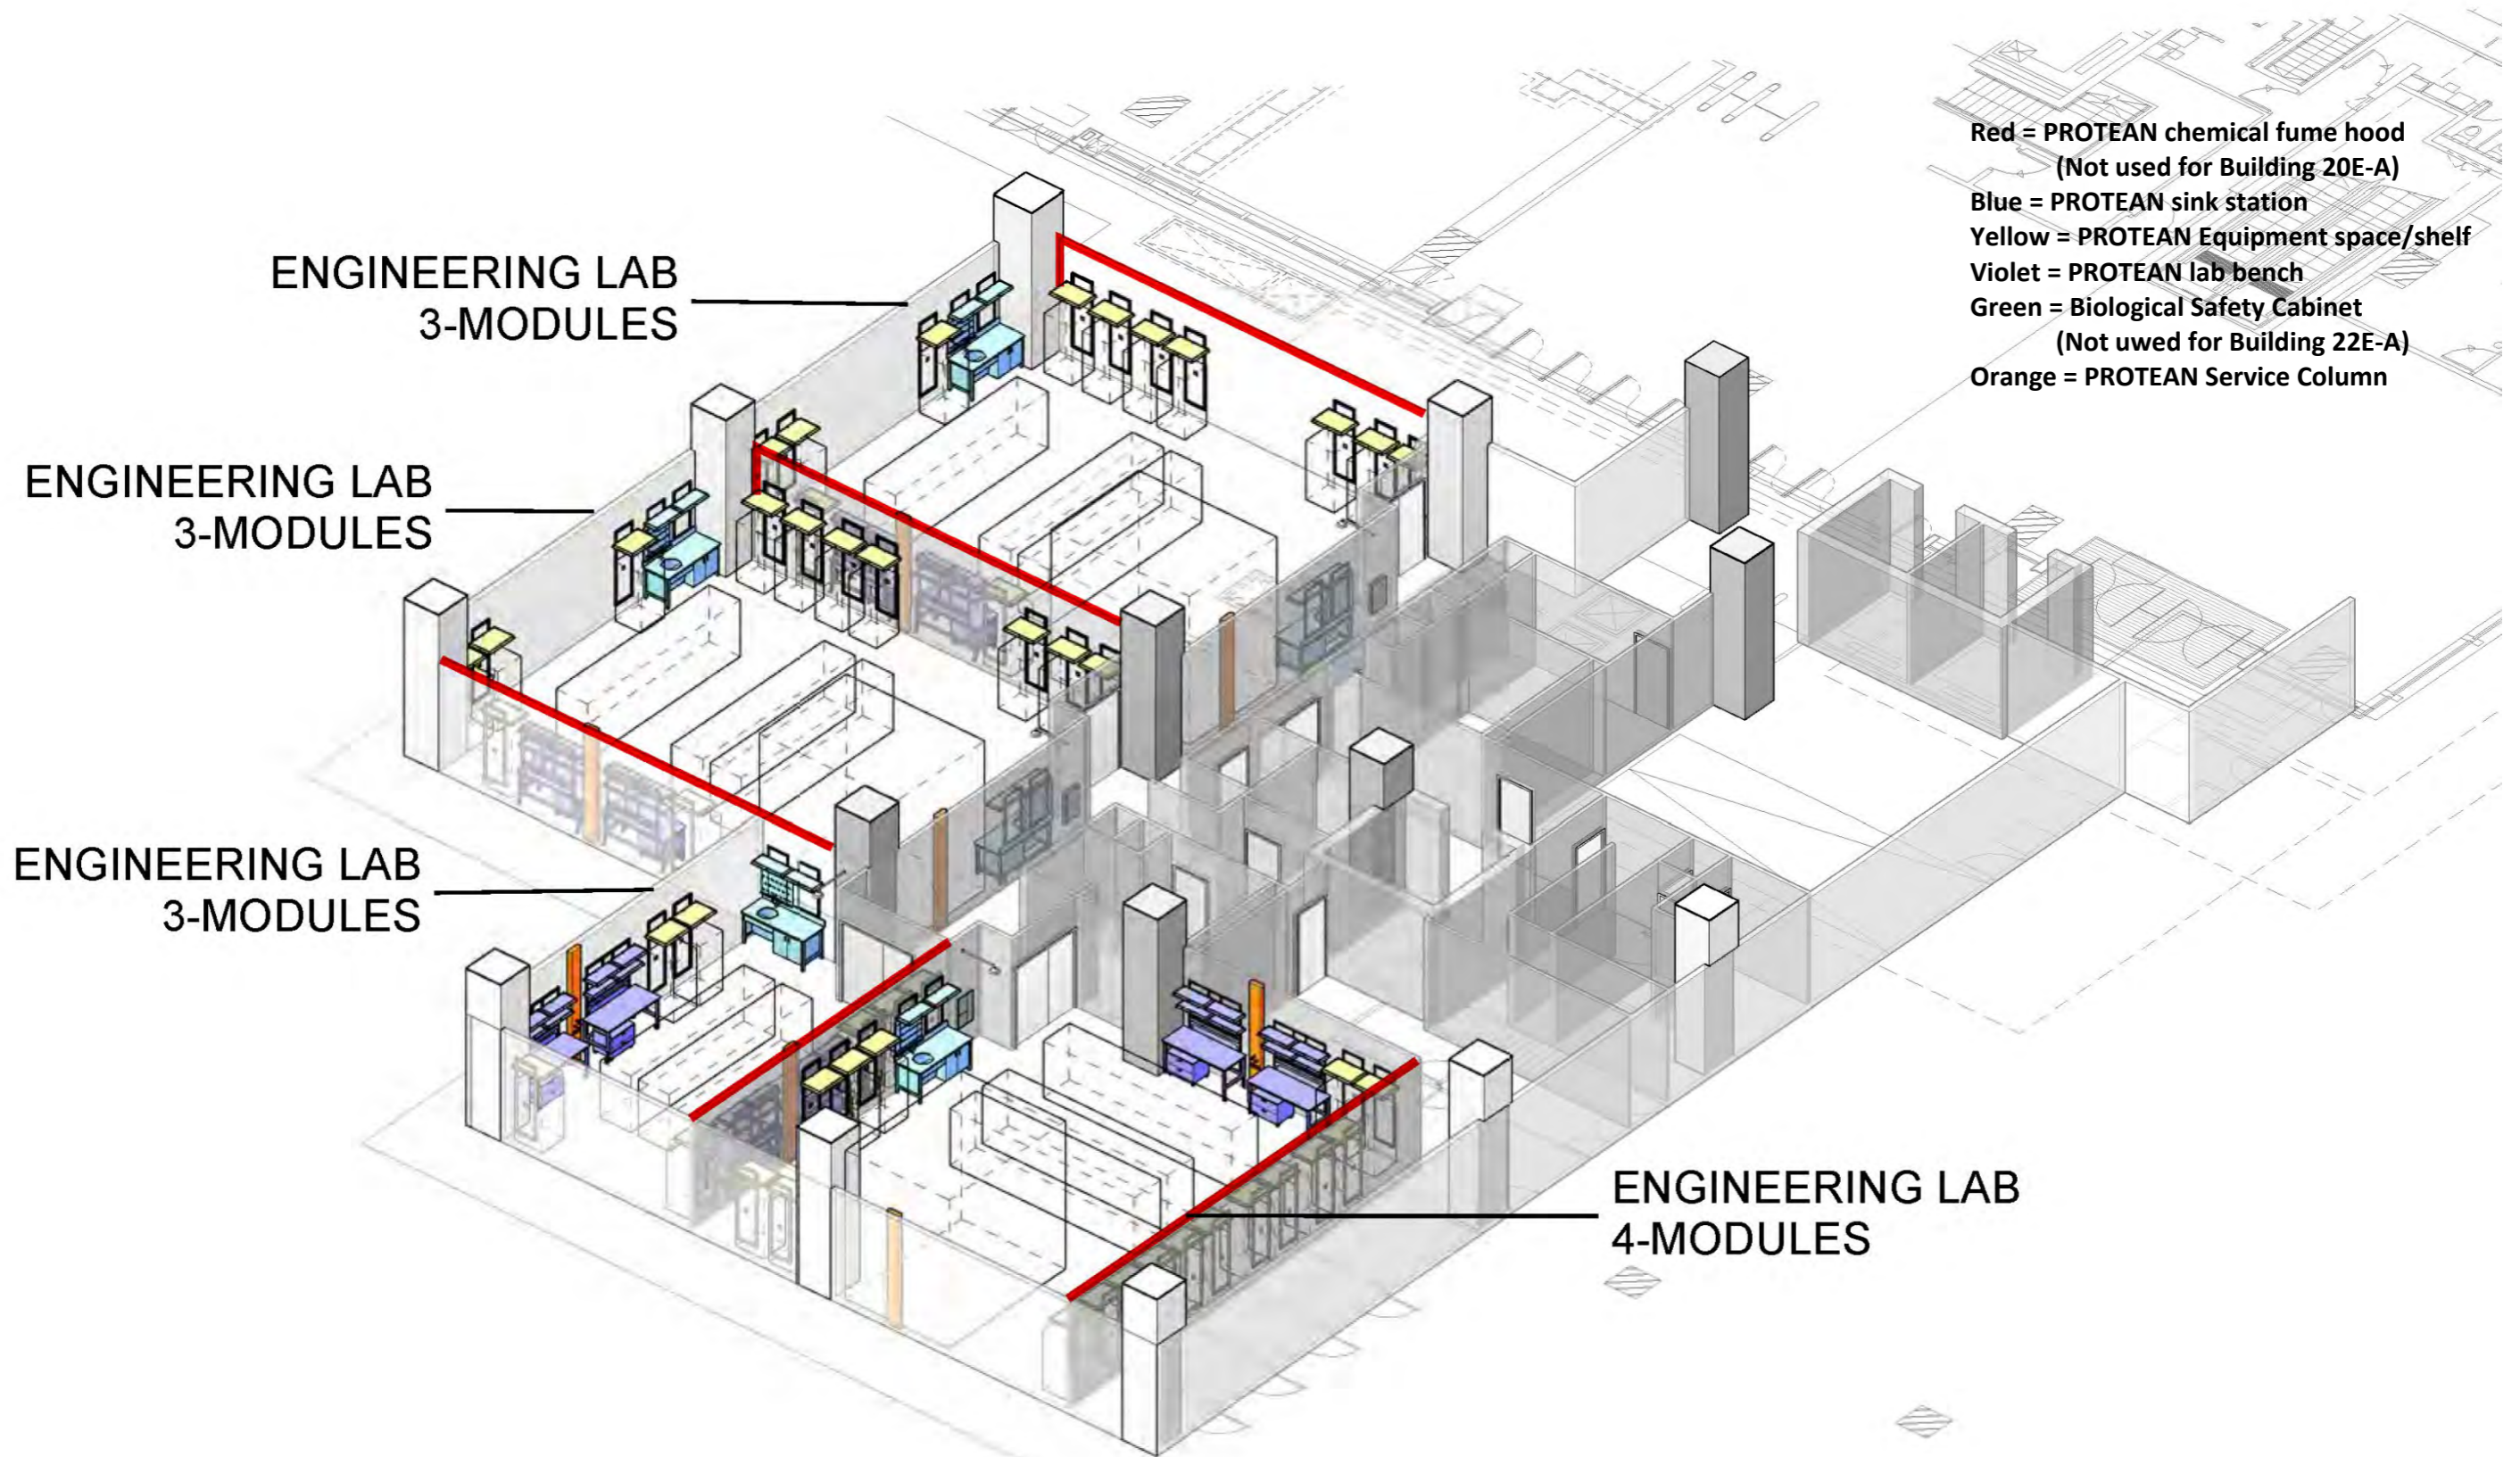 Red = PROTEAN chemical fume hood
(Not used for Building 20E-A)
Blue = PROTEAN sink station
Yellow = PROTEAN Equipment space/shelf
Violet = PROTEAN lab bench
Green = Biological Safety Cabinet
(Not uwed for Building 22E-A)
Orange = PROTEAN Service Column
ENGINEERING LAB
3-MODULES
ENGINEERING LAB
3-MODULES
ENGINEERING LAB
3-MODULES
ENGINEERING LAB
4-MODULES